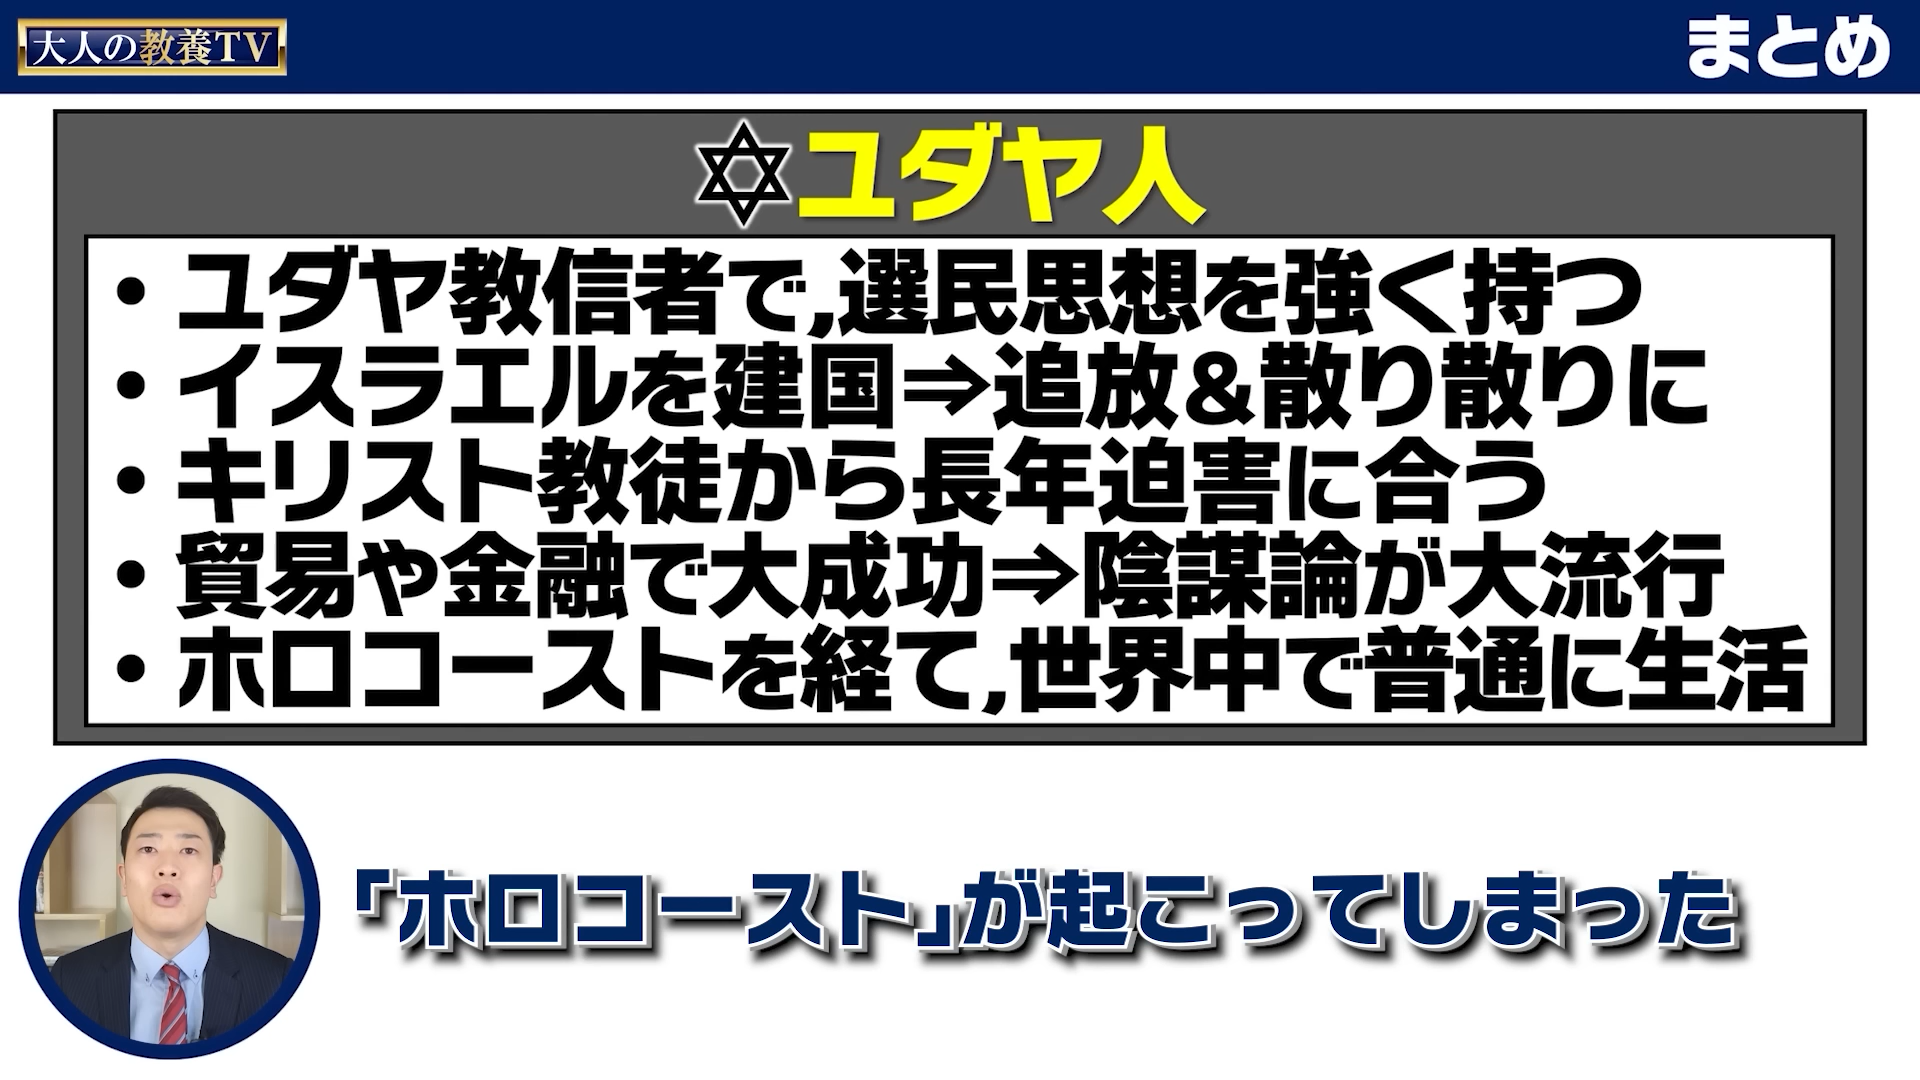 大人の教養TV
まとめ
ユダヤ人
・ユダヤ教信者で,選民思想を強く持つ
・イスラエルを建国⇒追放&散り散りに
・キリスト教徒から長年迫害に合う
・貿易や金融で大成功⇒陰謀論が大流行
・ホロコーストを経て,世界中で普通に生活
「ホロコースト」が起こってしまった